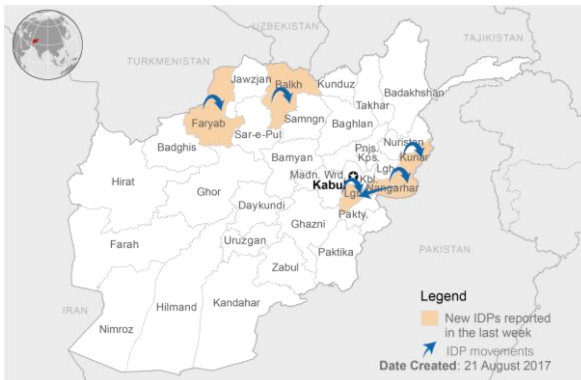 UZBEKISTAN
TAJIKISTAN
TURKMENISTAN
Jawzjan
Balkh
Kunduz
Badakhshan
Takhar
Faryab
Samngn.
Baghlan
Sar-e-Pul
Badghis
Nuristan
Pnjs.
Kunar
Kps.
Bamyan
Lgh.
Hirat
Madn. Wrd.
Kbl.
Kabul
Nangarhar
Ghor
Lgr.
Daykundi
Pakty.
Ghazni
Farah
Uruzgan
Paktika
PAKISTAN
Zabul
IRAN
Hilmand
Kandahar
Nimroz
Legend
New IDPs reported
in the last week
IDP movements
Date Created: 21 August 2017